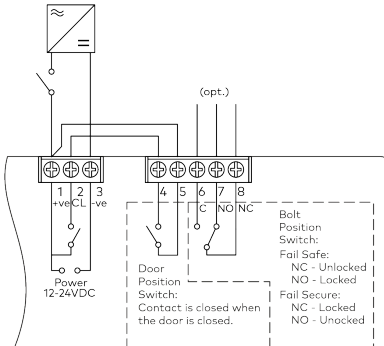 (opt.)
1 2 3 4 5 6 7 8
+ve CL -ve C NO NC
Power
12-24VDC
Door
Position
Switch:
Contact is closed when
the door is closed.
Bolt
Position
Switch:
Fail Safe:
NC - Unlocked
NO - Locked
Fail Secure:
NC - Locked
NO - Unocked